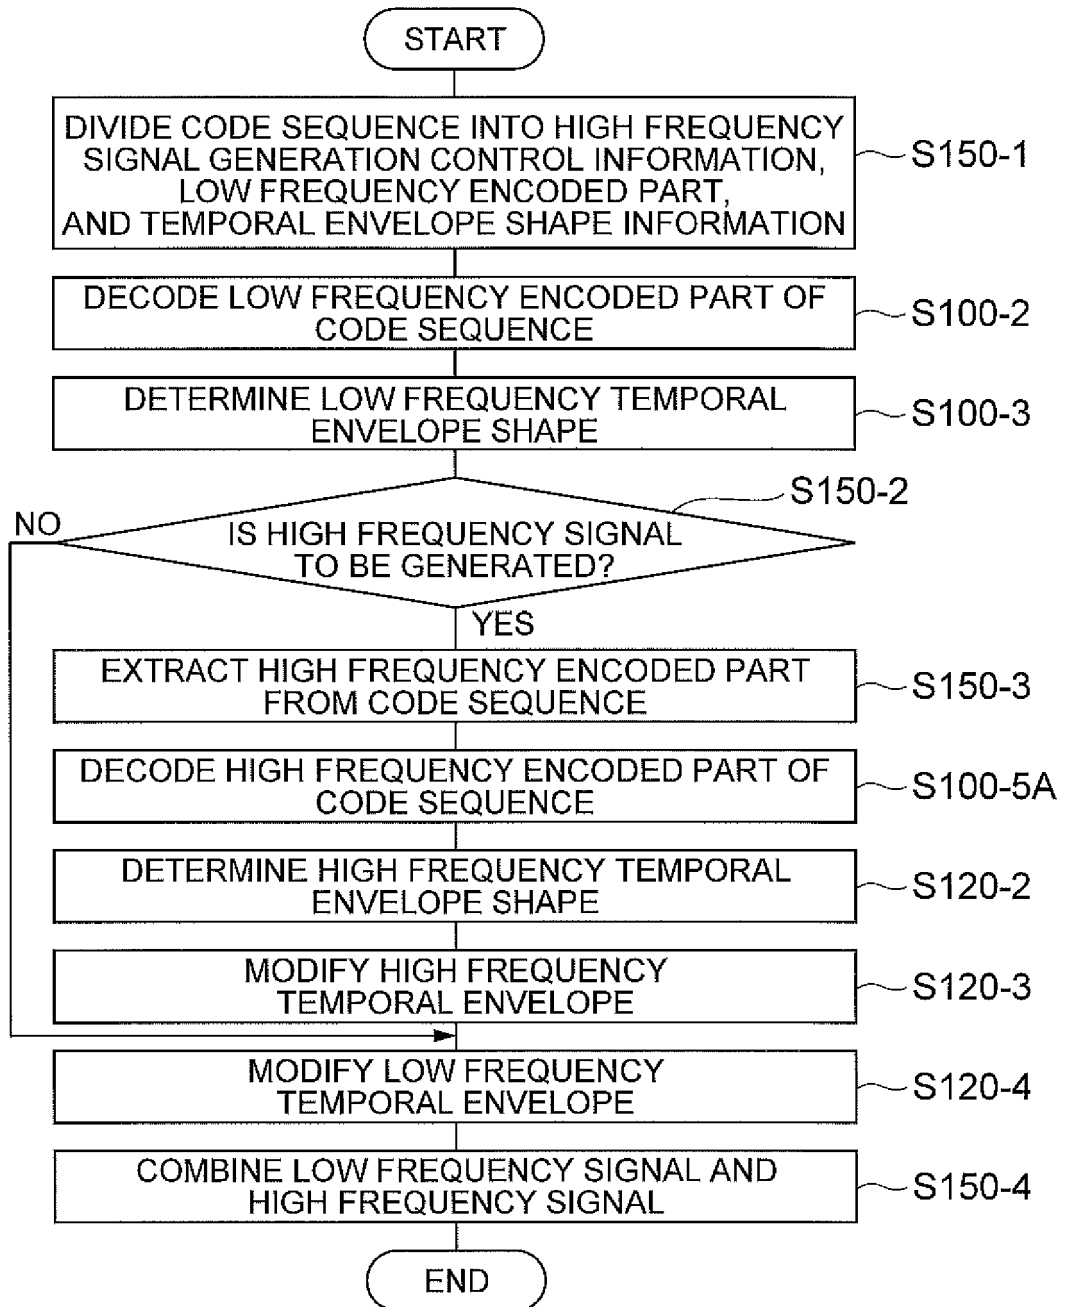 START
DIVIDE CODE SEQUENCE INTO HIGH FREQUENCY
SIGNAL GENERATION CONTROL INFORMATION,
LOW FREQUENCY ENCODED PART,
AND TEMPORAL ENVELOPE SHAPE INFORMATION
S150-1
DECODE LOW FREQUENCY ENCODED PART OF
CODE SEQUENCE
S100-2
DETERMINE LOW FREQUENCY TEMPORAL
ENVELOPE SHAPE
S100-3
S150-2
NO
IS HIGH FREQUENCY SIGNAL
TO BE GENERATED?
YES
EXTRACT HIGH FREQUENCY ENCODED PART
FROM CODE SEQUENCE
S150-3
DECODE HIGH FREQUENCY ENCODED PART OF
CODE SEQUENCE
S100-5A
DETERMINE HIGH FREQUENCY TEMPORAL
ENVELOPE SHAPE
S120-2
MODIFY HIGH FREQUENCY
TEMPORAL ENVELOPE
S120-3
MODIFY LOW FREQUENCY
TEMPORAL ENVELOPE
S120-4
COMBINE LOW FREQUENCY SIGNAL AND
HIGH FREQUENCY SIGNAL
S150-4
END